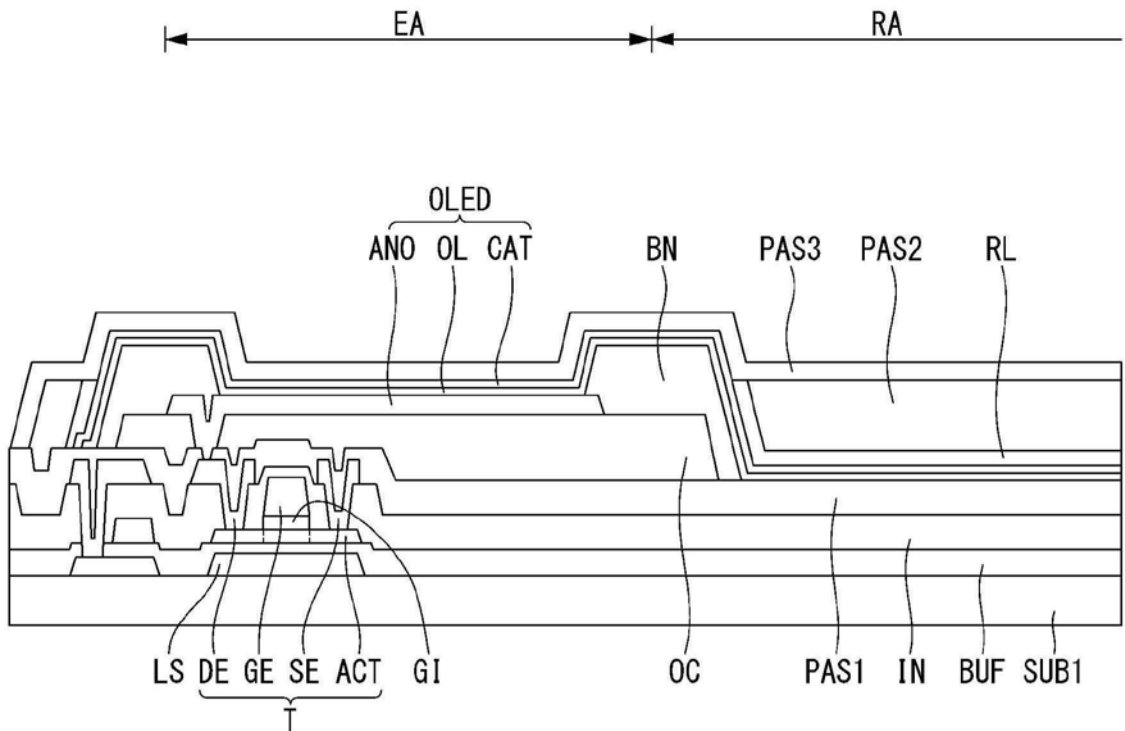 EA RA
OLED
ANO OL CAT BN PAS3 PAS2 RL
LS DE GE SE ACT GI OC PAS1 IN BUF SUB1
T